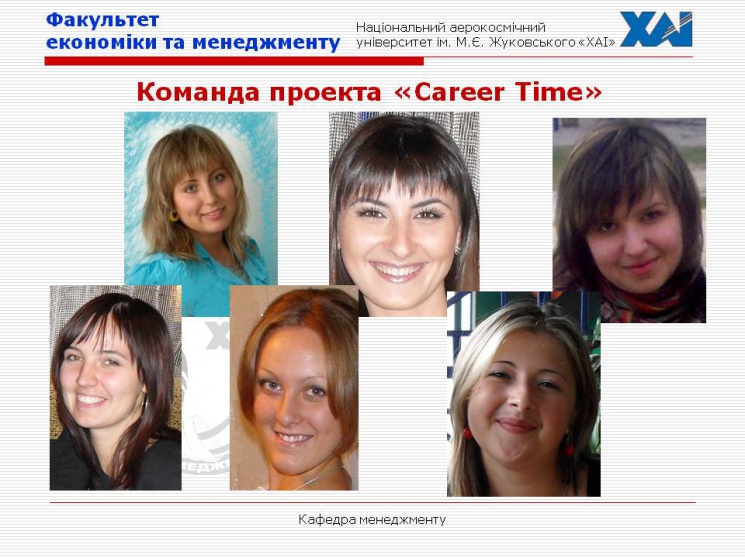 Факультет
економіки та менеджменту
Національний аерокосмічний
університет ім. М.Є. Жуковського «ХАІ»
ХАІ
Команда проекта «Career Time»
Кафедра менеджменту